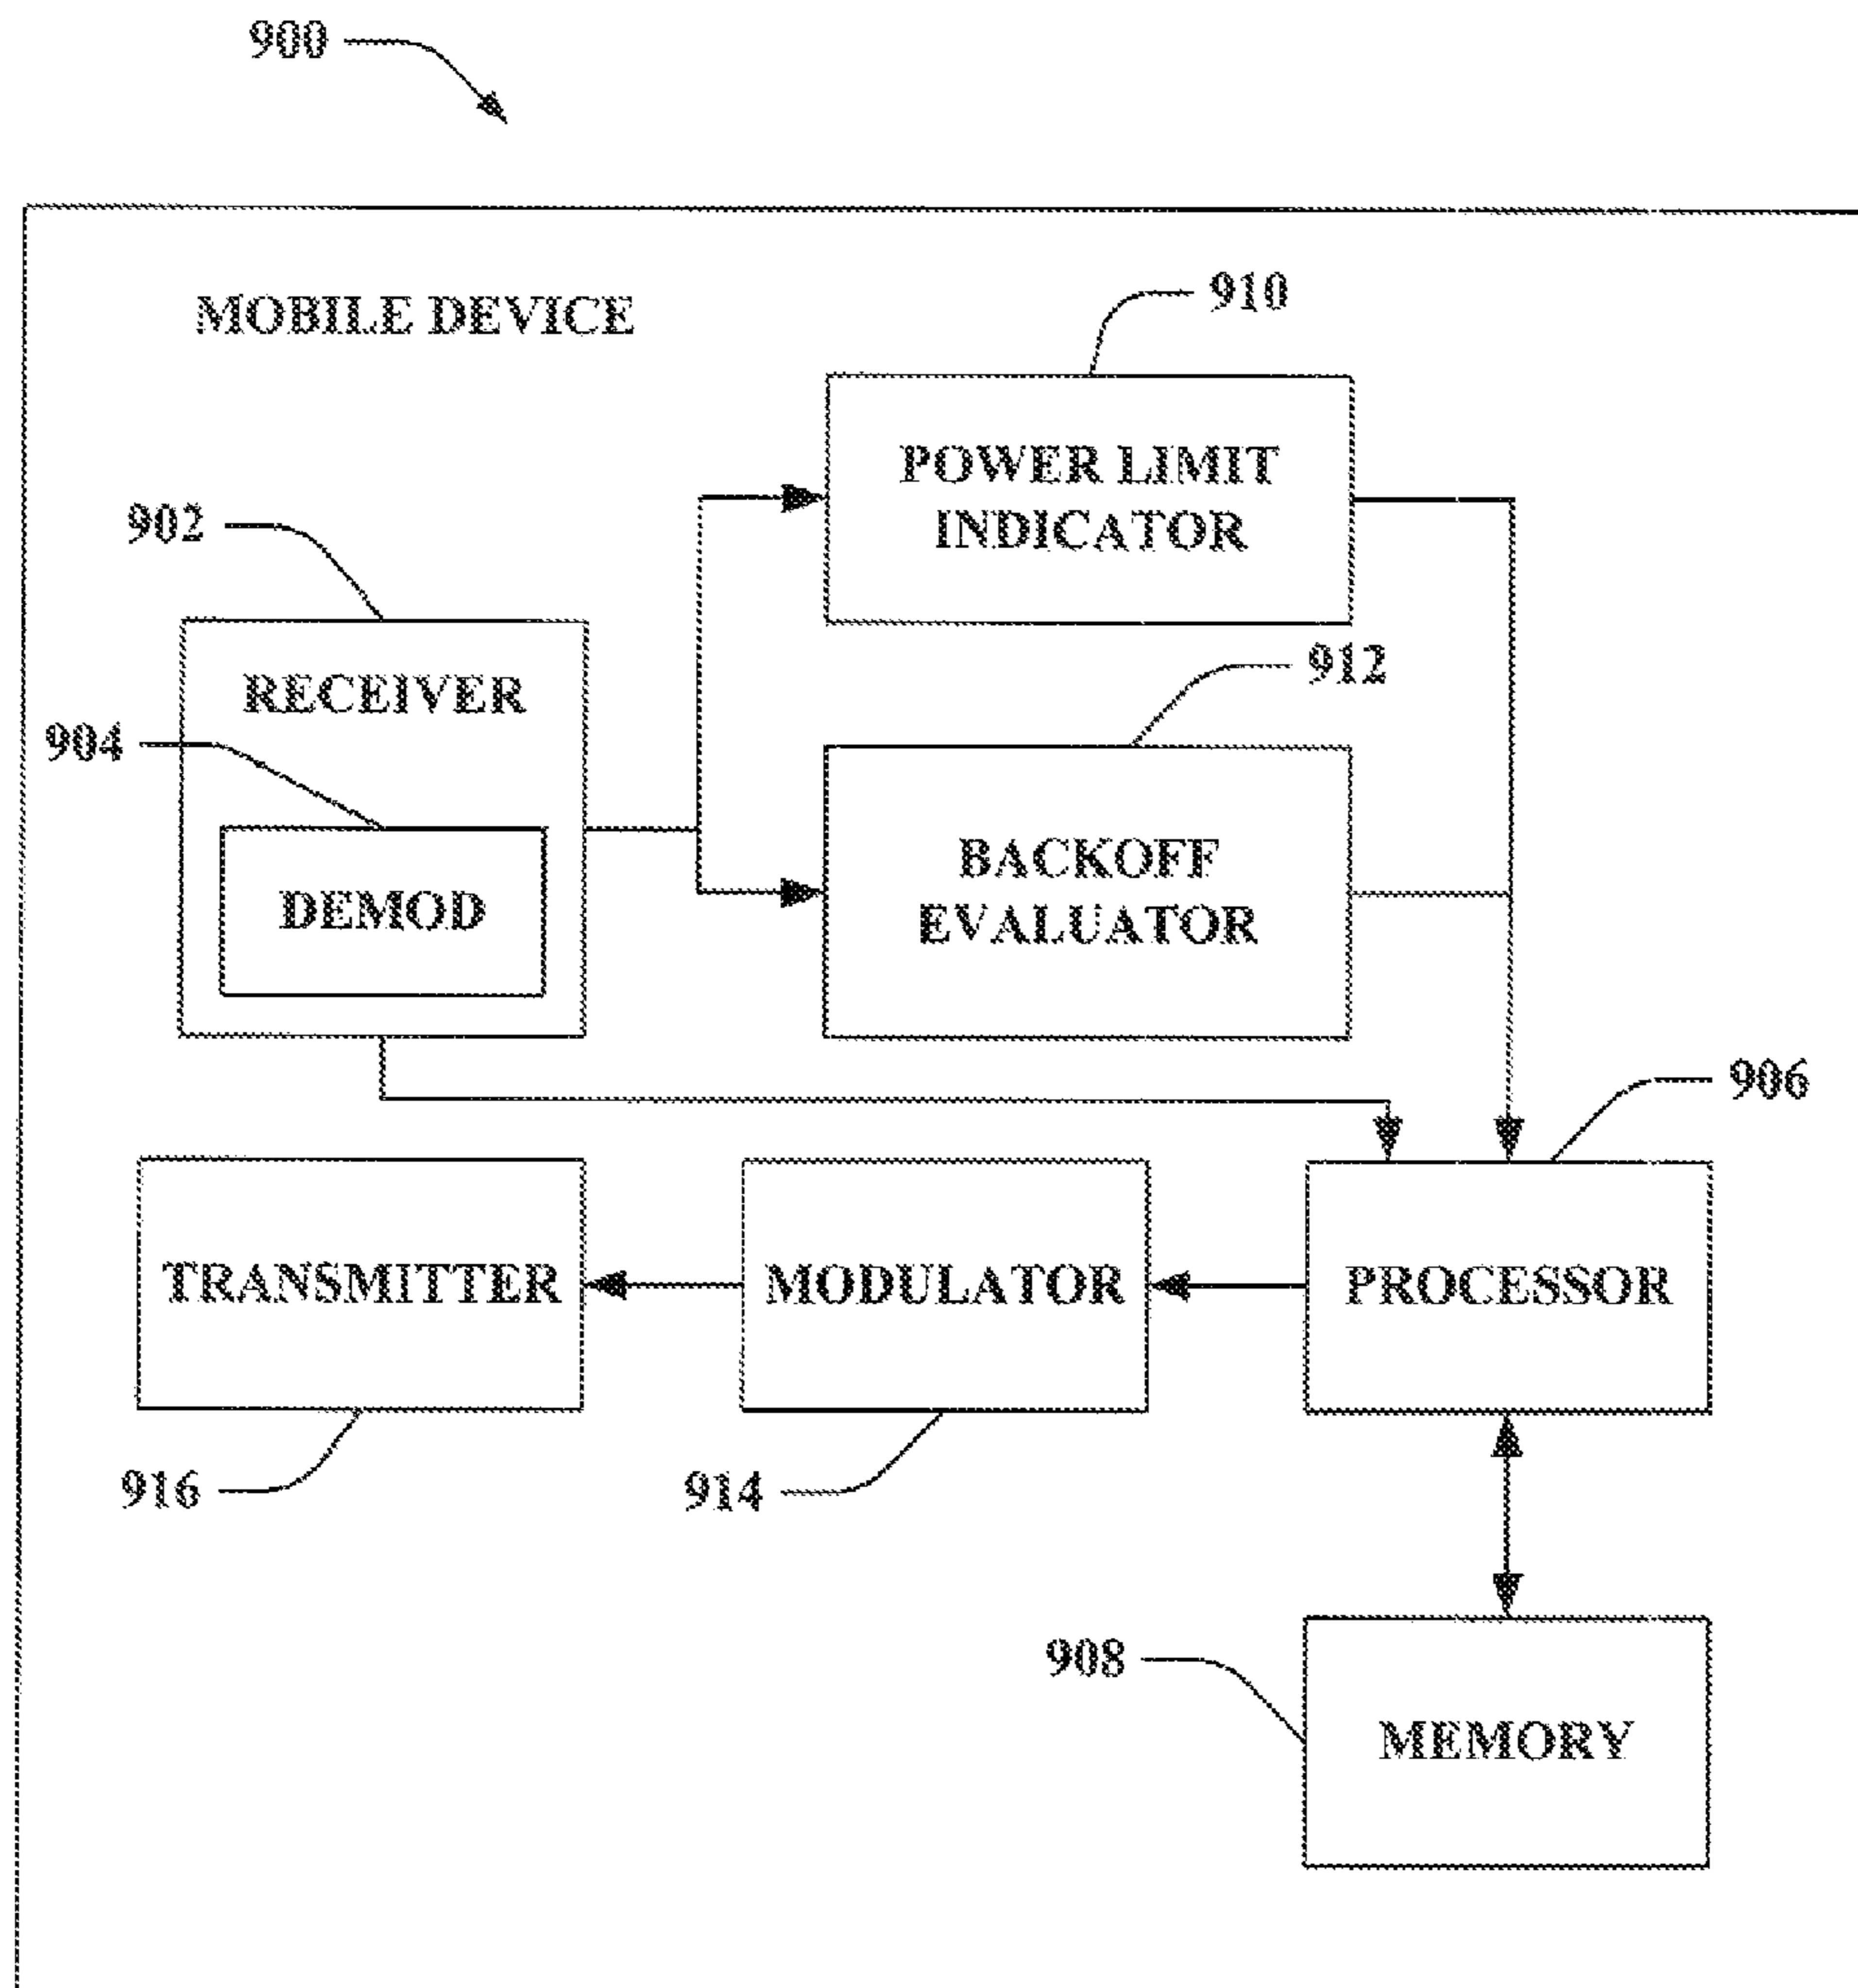 900
MOBILE DEVICE
910
POWER LIMIT
INDICATOR
902
RECEIVER
912
904
DEMOD
BACKOFF
EVALUATOR
906
TRANSMITTER
MODULATOR
PROCESSOR
916
914
908
MEMORY